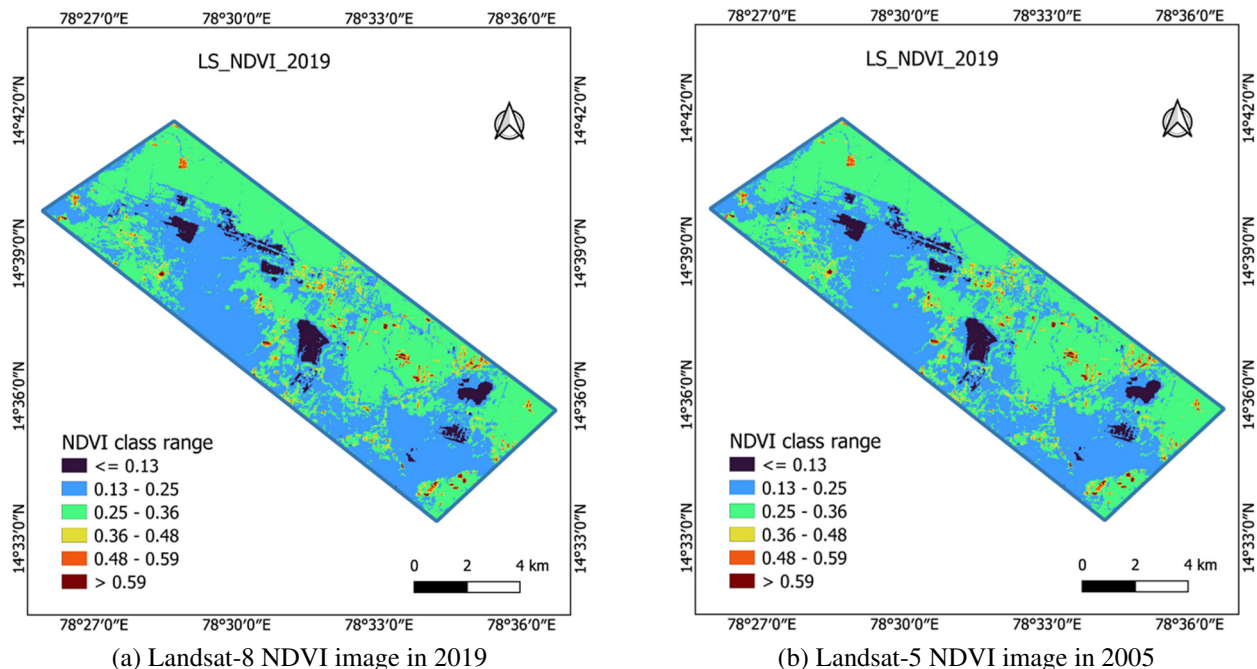 78°27'0"E 78°30'0"E 78°33'0"E 78°36'0"E
LS_NDVI_2019
14°42'0"N 14°42'0"N
14°39'0"N 14°39'0"N
14°36'0"N 14°36'0"N
14°33'0"N 14°33'0"N
NDVI class range
<= 0.13
0.13 - 0.25
0.25 - 0.36
0.36 - 0.48
0.48 - 0.59
> 0.59
0 2 4 km
78°27'0"E 78°30'0"E 78°33'0"E 78°36'0"E
(a) Landsat-8 NDVI image in 2019
78°27'0"E 78°30'0"E 78°33'0"E 78°36'0"E
LS_NDVI_2019
14°42'0"N 14°42'0"N
14°39'0"N 14°39'0"N
14°36'0"N 14°36'0"N
14°33'0"N 14°33'0"N
NDVI class range
<= 0.13
0.13 - 0.25
0.25 - 0.36
0.36 - 0.48
0.48 - 0.59
> 0.59
0 2 4 km
78°27'0"E 78°30'0"E 78°33'0"E 78°36'0"E
(b) Landsat-5 NDVI image in 2005